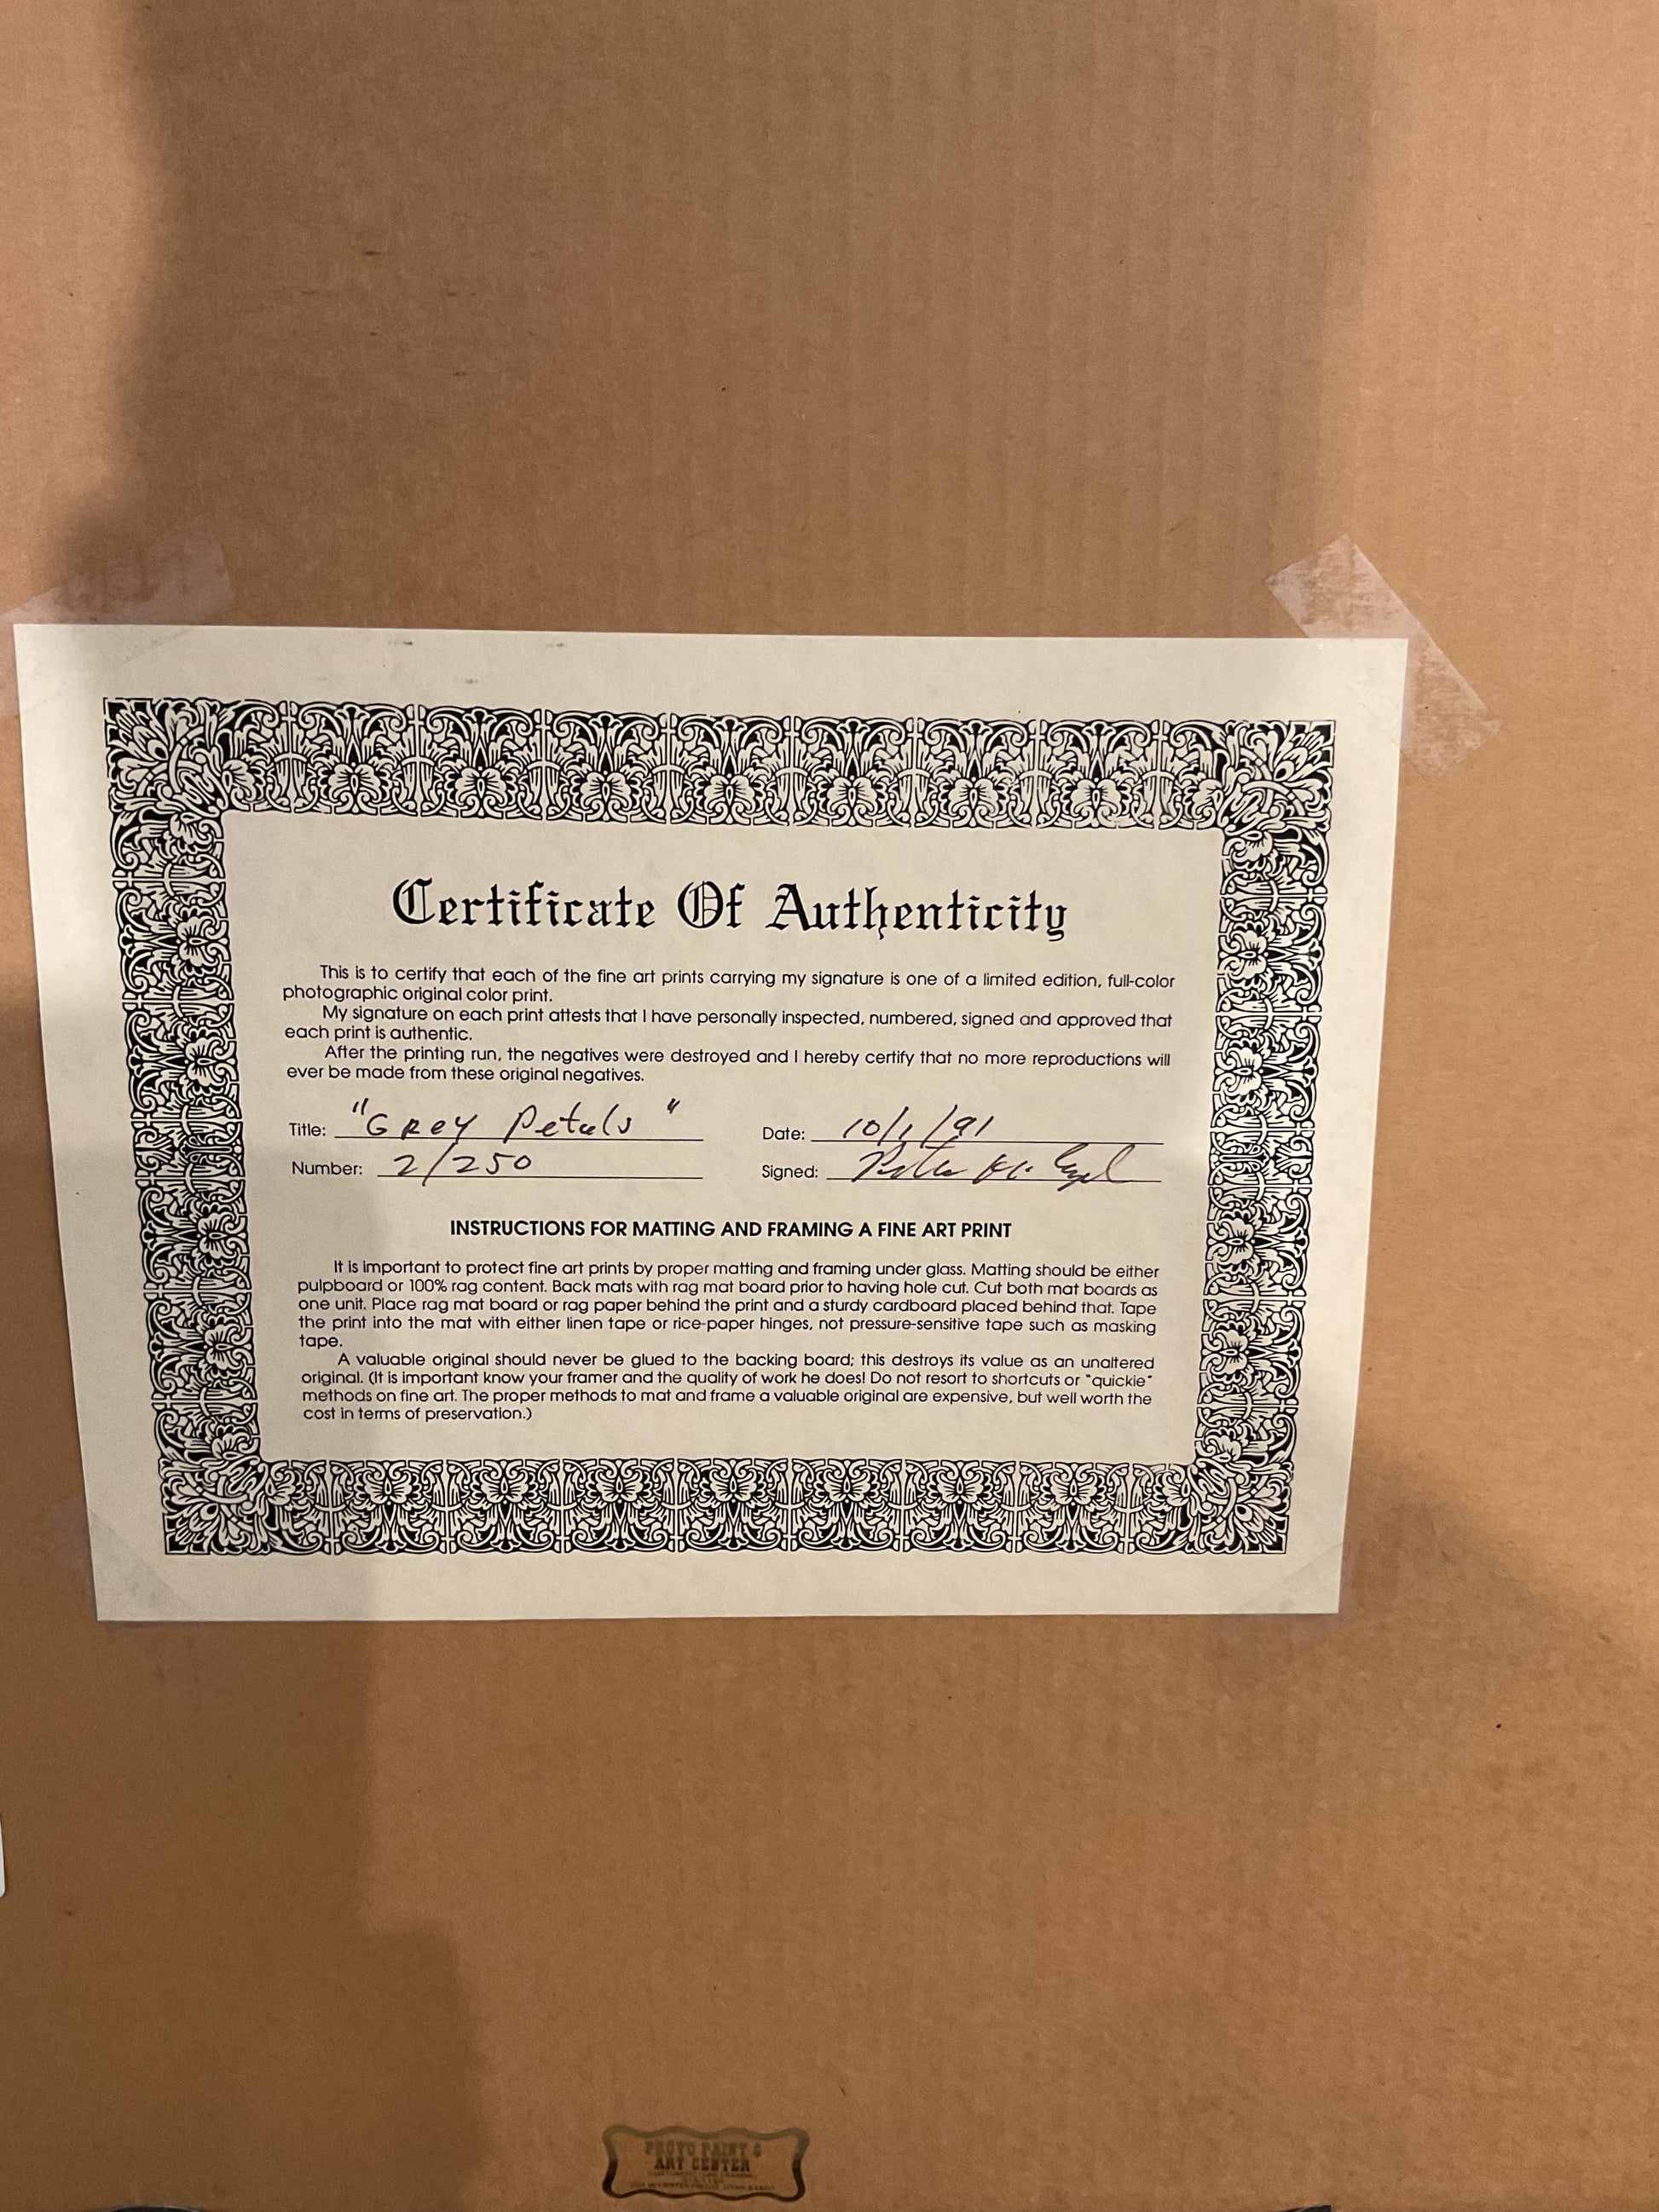 Certificate Of Authenticity
This is to certify that each of the fine art prints carrying my signature is one of a limited edition, full-color
photographic original color print.
My signature on each print attests that I have personally inspected, numbered, signed and approved that
each print is authentic.
After the printing run, the negatives were destroyed and I hereby certify that no more reproductions will
ever be made from these original negatives.
Title: "Grey Petals" Date: 10/1/91
Number: 2/250 Signed:
INSTRUCTIONS FOR MATTING AND FRAMING A FINE ART PRINT
It is important to protect fine art prints by proper matting and framing under glass. Matting should be either
pulpboard or 100% rag content. Back mats with rag mat board prior to having hole cut. Cut both mat boards as
one unit. Place rag mat board or rag paper behind the print and a sturdy cardboard placed behind that. Tape
the print into the mat with either linen tape or rice-paper hinges, not pressure-sensitive tape such as masking
tape.
A valuable original should never be glued to the backing board; this destroys its value as an unaltered
original. (It is important know your framer and the quality of work he does! Do not resort to shortcuts or "quickie"
methods on fine art. The proper methods to mat and frame a valuable original are expensive, but well worth the
cost in terms of preservation.)
PROVO PAINT &
ART CENTER